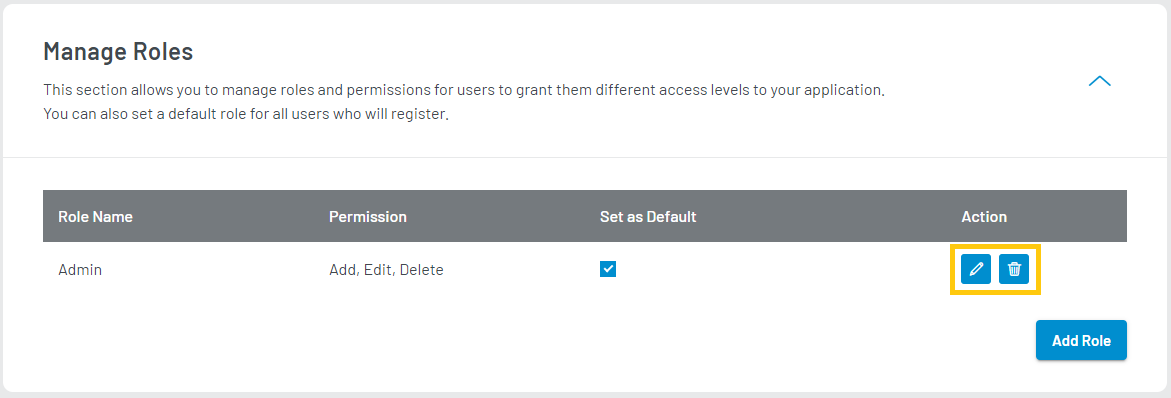 Manage Roles
This section allows you to manage roles and permissions for users to grant them different access levels to your application.
You can also set a default role for all users who will register.
Role Name Permission Set as Default Action
Admin Add, Edit, Delete
Add Role